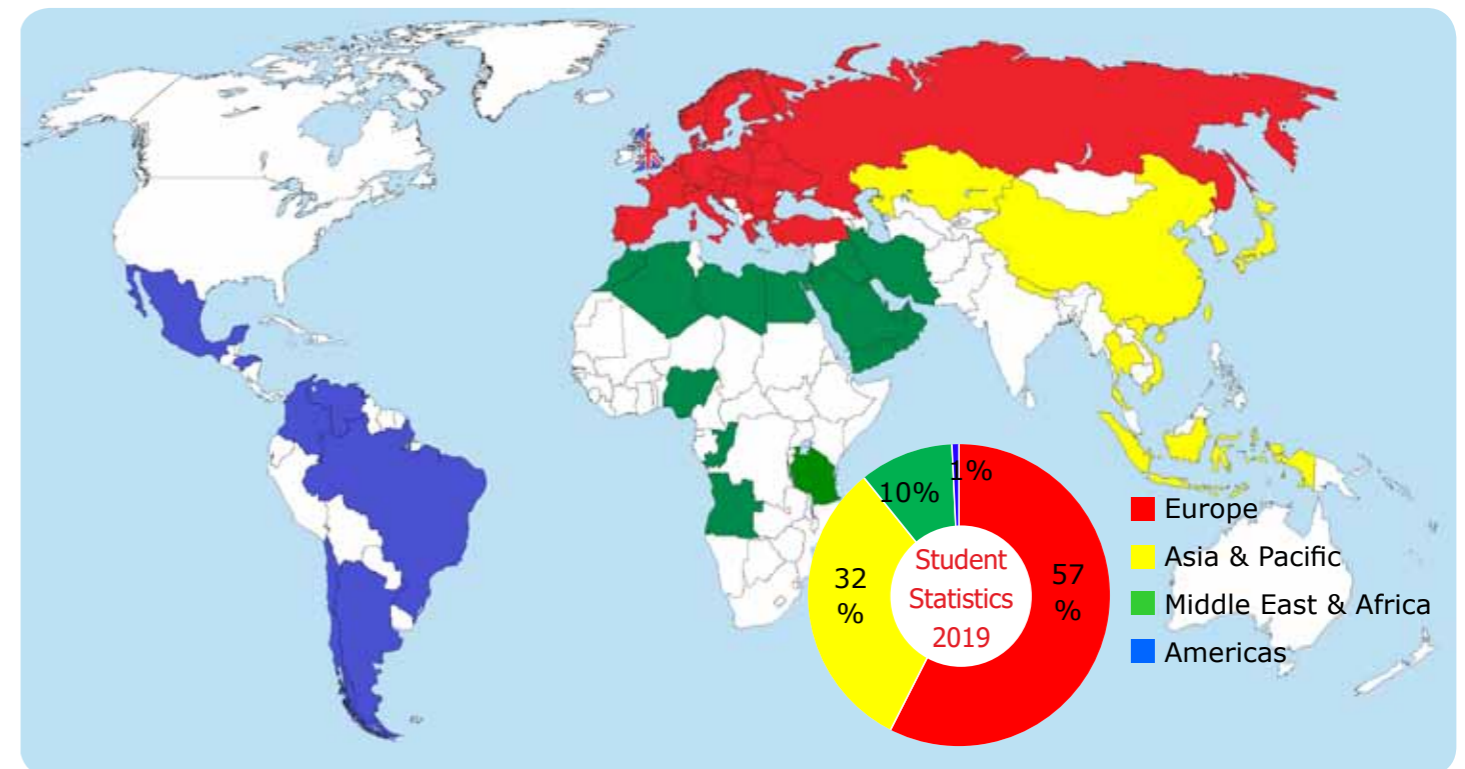 1%
10%
32
%
57
%
Student
Statistics
2019
Europe
Asia & Pacific
Middle East & Africa
Americas